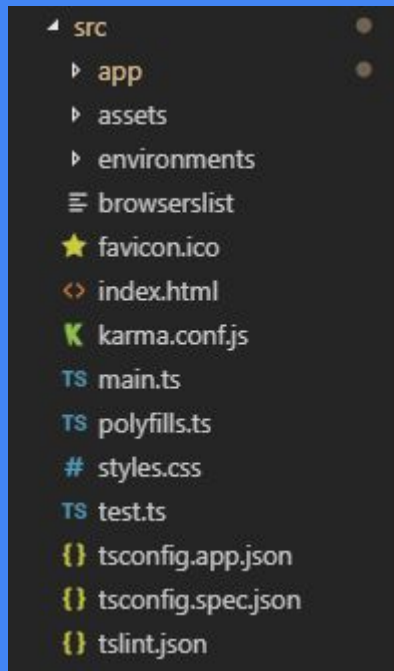 src
app
assets
environments
browserslist
favicon.ico
<> index.html
K karma.conf.js
TS main.ts
TS polyfills.ts
# styles.css
TS test.ts
{} tsconfig.app.json
{} tsconfig.spec.json
{} tslint.json